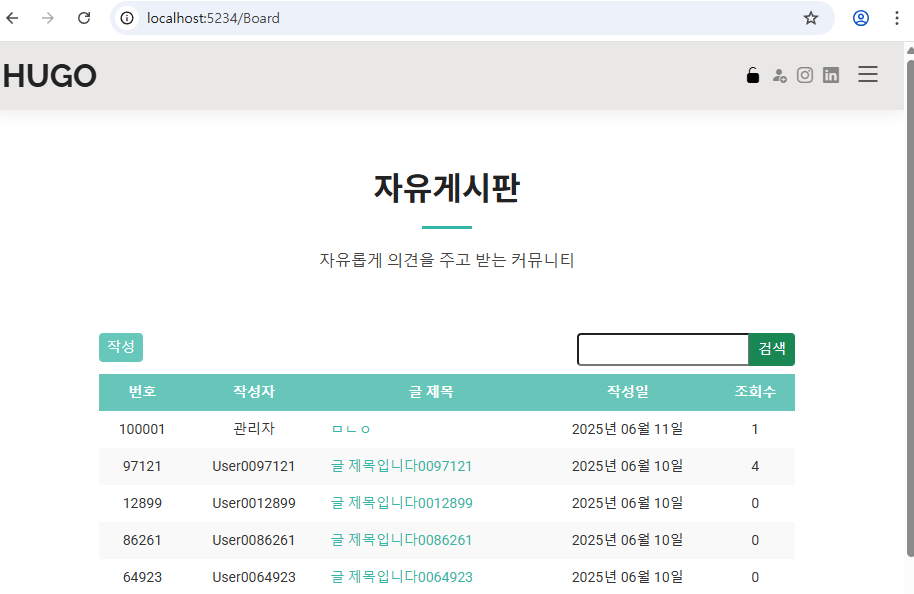 localhost:5234/Board
HUGO
자유게시판
자유롭게 의견을 주고 받는 커뮤니티
작성 검색
번호 작성자 글 제목 작성일 조회수
100001 관리자 ㅁㄴㅇ 2025년 06월 11일 1
97121 User0097121 글 제목입니다0097121 2025년 06월 10일 4
12899 User0012899 글 제목입니다0012899 2025년 06월 10일 0
86261 User0086261 글 제목입니다0086261 2025년 06월 10일 0
64923 User0064923 글 제목입니다0064923 2025년 06월 10일 0